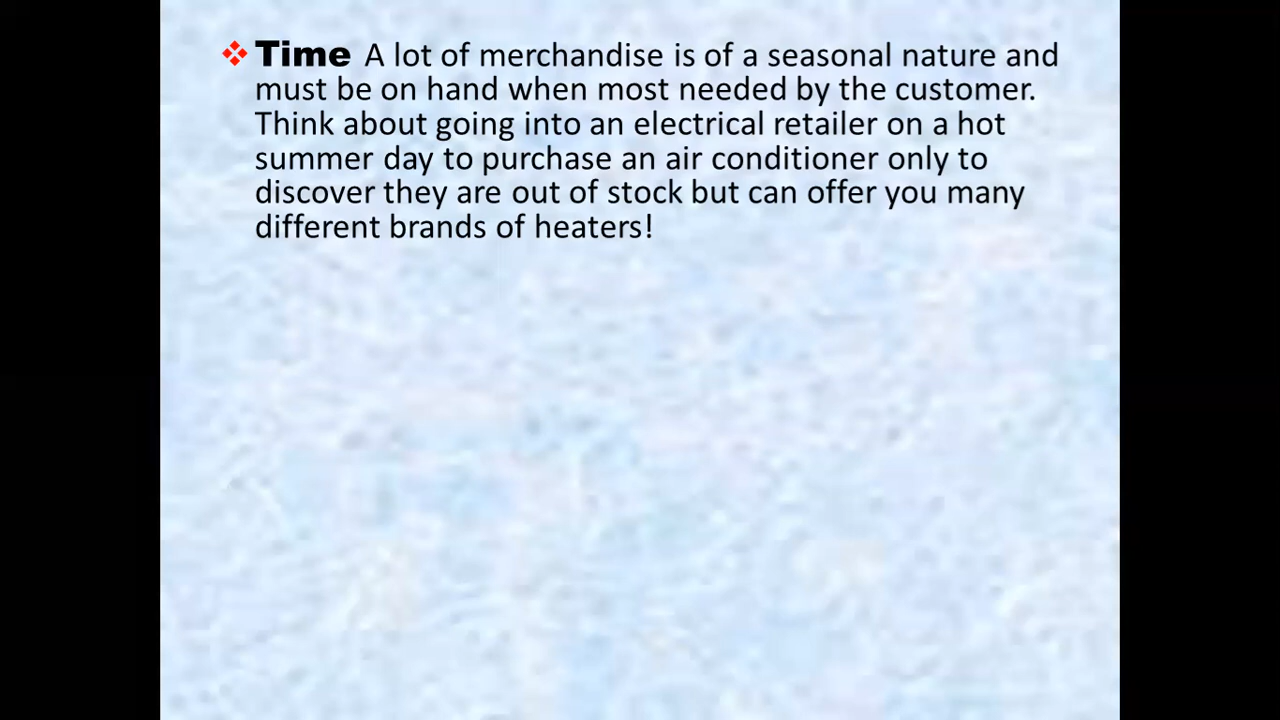 Time A lot of merchandise is of a seasonal nature and
must be on hand when most needed by the customer.
Think about going into an electrical retailer on a hot
summer day to purchase an air conditioner only to
discover they are out of stock but can offer you many
different brands of heaters!